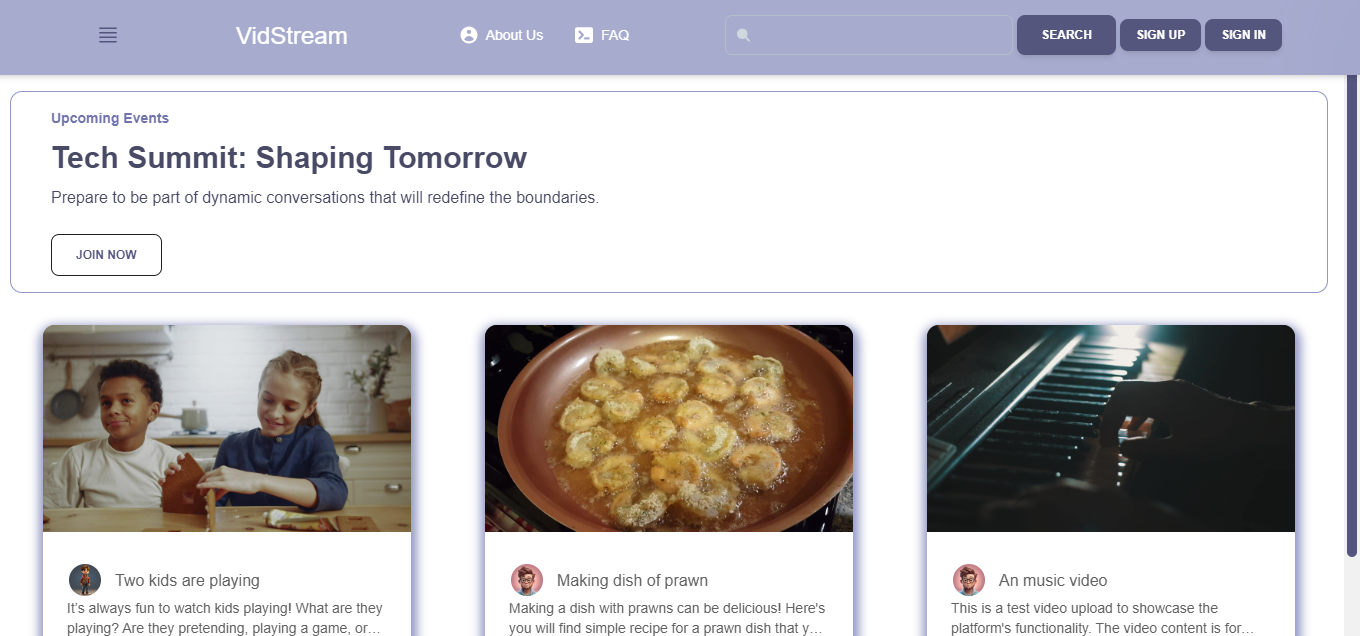 VidStream
About Us
FAQ
SEARCH
SIGN UP
SIGN IN
Upcoming Events
Tech Summit: Shaping Tomorrow
Prepare to be part of dynamic conversations that will redefine the boundaries.
JOIN NOW
Two kids are playing
It's always fun to watch kids playing! What are they
playing? Are they pretending, playing a game, or…
Making dish of prawn
Making a dish with prawns can be delicious! Here's
you will find simple recipe for a prawn dish that y…
An music video
This is a test video upload to showcase the
platform's functionality. The video content is for…